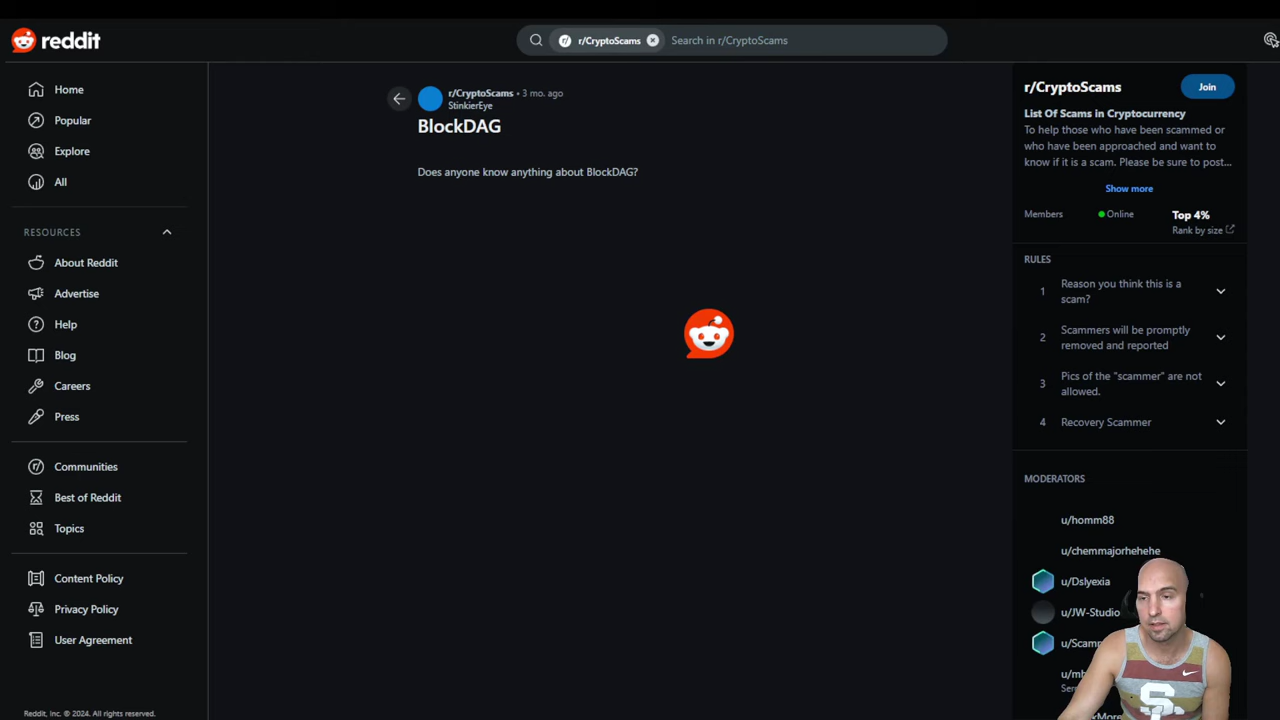 reddit
r/CryptoScams
Search in r/CryptoScams
Home
Popular
Explore
All
RESOURCES
About Reddit
Advertise
Help
Blog
Careers
Press
Communities
Best of Reddit
Topics
Content Policy
Privacy Policy
User Agreement
Reddit, Inc. © 2024. All rights reserved.
r/CryptoScams • 3 mo. ago
StinkierEye
BlockDAG
Does anyone know anything about BlockDAG?
r/CryptoScams
Join
List Of Scams in Cryptocurrency
To help those who have been scammed or
who have been approached and want to
know if it is a scam. Please be sure to post...
Show more
Members
Online
Top 4%
Rank by size
RULES
1 Reason you think this is a
scam?
2 Scammers will be promptly
removed and reported
3 Pics of the "scammer" are not
allowed.
4 Recovery Scammer
MODERATORS
u/homm88
u/chemmajorhehehe
u/Dslyexia
u/JW-Studio